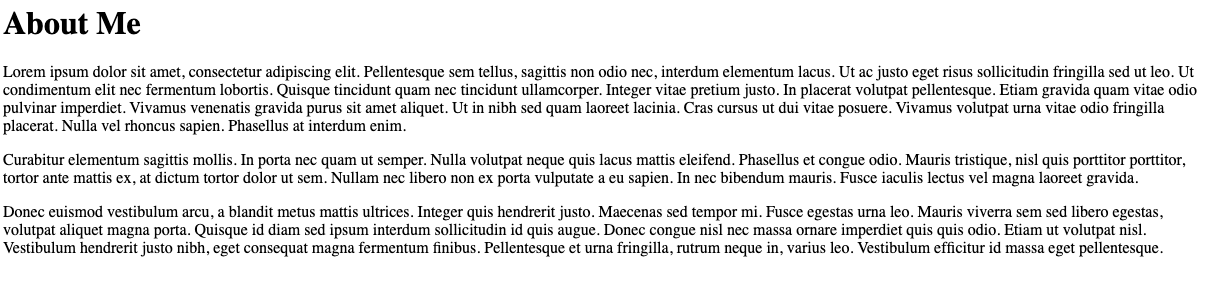 About Me
Lorem ipsum dolor sit amet, consectetur adipiscing elit. Pellentesque sem tellus, sagittis non odio nec, interdum elementum lacus. Ut ac justo eget risus sollicitudin fringilla sed ut leo. Ut
condimentum elit nec fermentum lobortis. Quisque tincidunt quam nec tincidunt ullamcorper. Integer vitae pretium justo. In placerat volutpat pellentesque. Etiam gravida quam vitae odio
pulvinar imperdiet. Vivamus venenatis gravida purus sit amet aliquet. Ut in nibh sed quam laoreet lacinia. Cras cursus ut dui vitae posuere. Vivamus volutpat urna vitae odio fringilla
placerat. Nulla vel rhoncus sapien. Phasellus at interdum enim.
Curabitur elementum sagittis mollis. In porta nec quam ut semper. Nulla volutpat neque quis lacus mattis eleifend. Phasellus et congue odio. Mauris tristique, nisl quis porttitor porttitor,
tortor ante mattis ex, at dictum tortor dolor ut sem. Nullam nec libero non ex porta vulputate a eu sapien. In nec bibendum mauris. Fusce iaculis lectus vel magna laoreet gravida.
Donec euismod vestibulum arcu, a blandit metus mattis ultrices. Integer quis hendrerit justo. Maecenas sed tempor mi. Fusce egestas urna leo. Mauris viverra sem sed libero egestas,
volutpat aliquet magna porta. Quisque id diam sed ipsum interdum sollicitudin id quis augue. Donec congue nisl nec massa ornare imperdiet quis quis odio. Etiam ut volutpat nisl.
Vestibulum hendrerit justo nibh, eget consequat magna fermentum finibus. Pellentesque et urna fringilla, rutrum neque in, varius leo. Vestibulum efficitur id massa eget pellentesque.